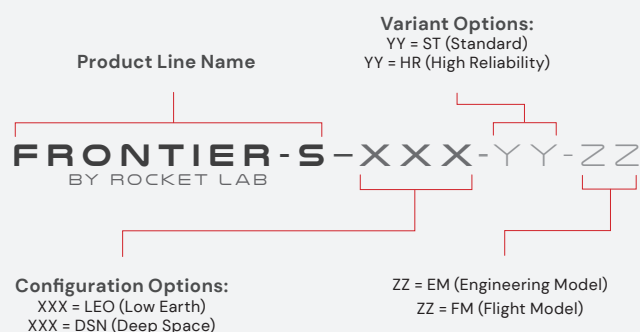 Variant Options:
YY = ST (Standard)
YY = HR (High Reliability)
Product Line Name
FRONTIER-S–XXX-YY-ZZ
BY ROCKET LAB
Configuration Options:
XXX = LEO (Low Earth)
XXX = DSN (Deep Space)
ZZ = EM (Engineering Model)
ZZ = FM (Flight Model)